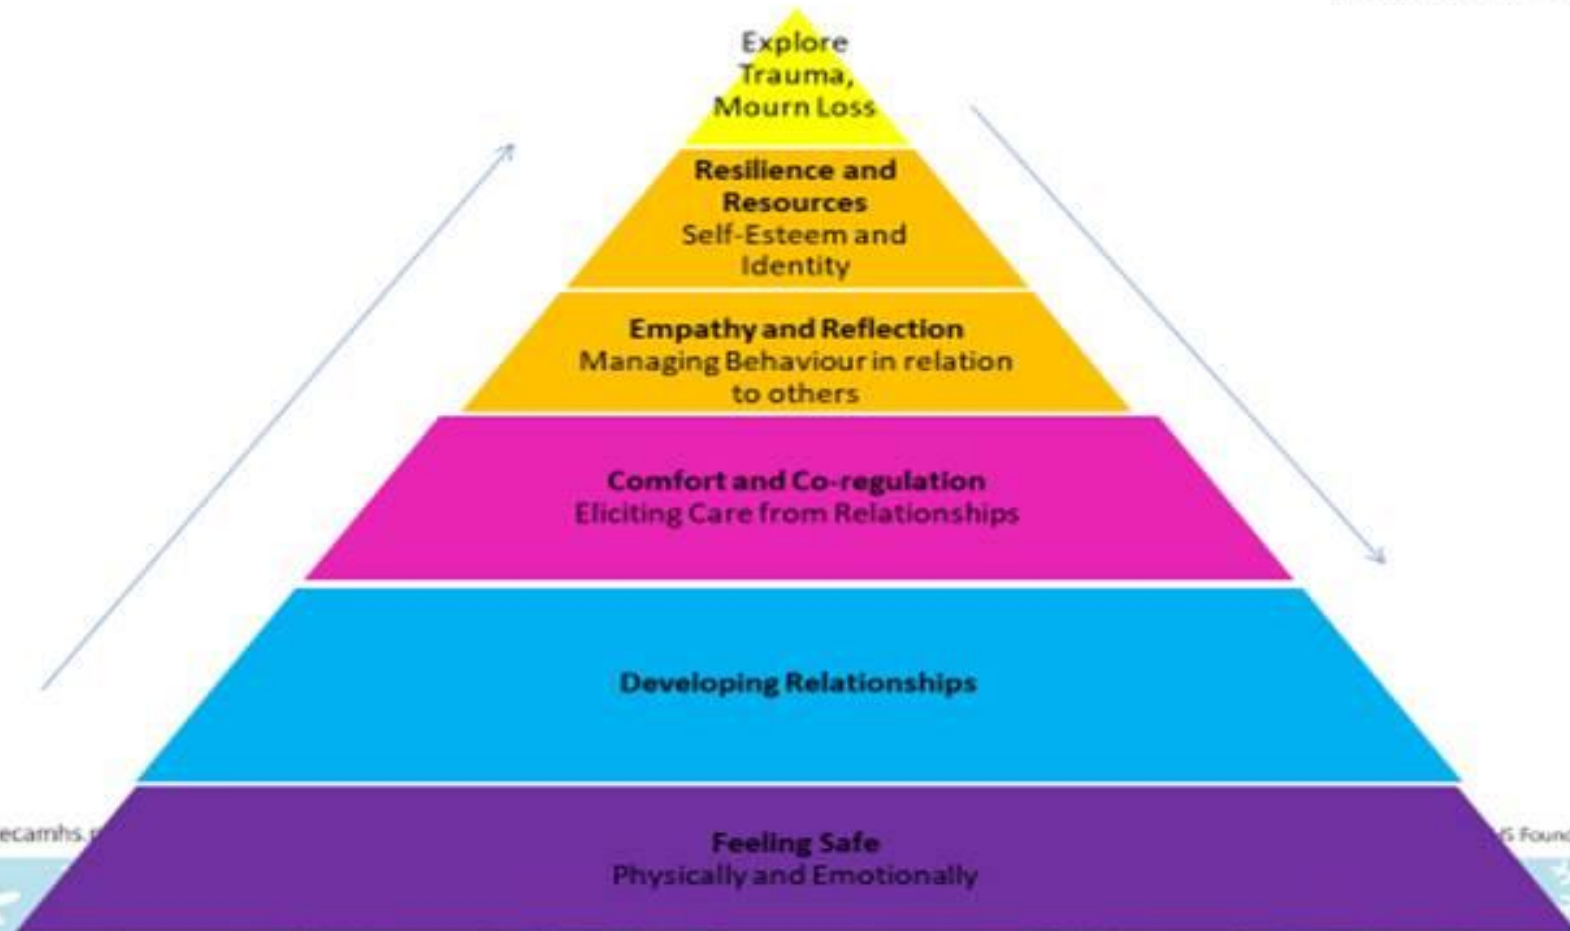 Explore
Trauma,
Mourn Loss
Resilience and
Resources
Self-Esteem and
Identity
Empathy and Reflection
Managing Behaviour in relation
to others
Comfort and Co-regulation
Eliciting Care from Relationships
Developing Relationships
Feeling Safe
Physically and Emotionally